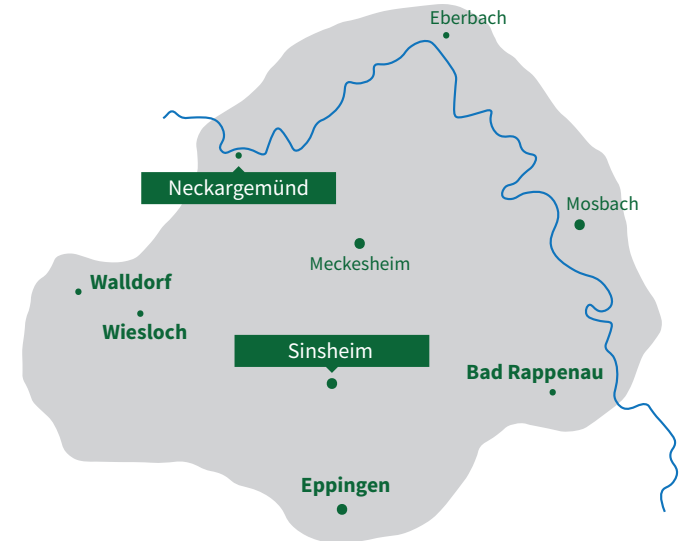 Eberbach
Neckargemünd
Mosbach
Meckesheim
Walldorf
Wiesloch
Sinsheim
Bad Rappenau
Eppingen